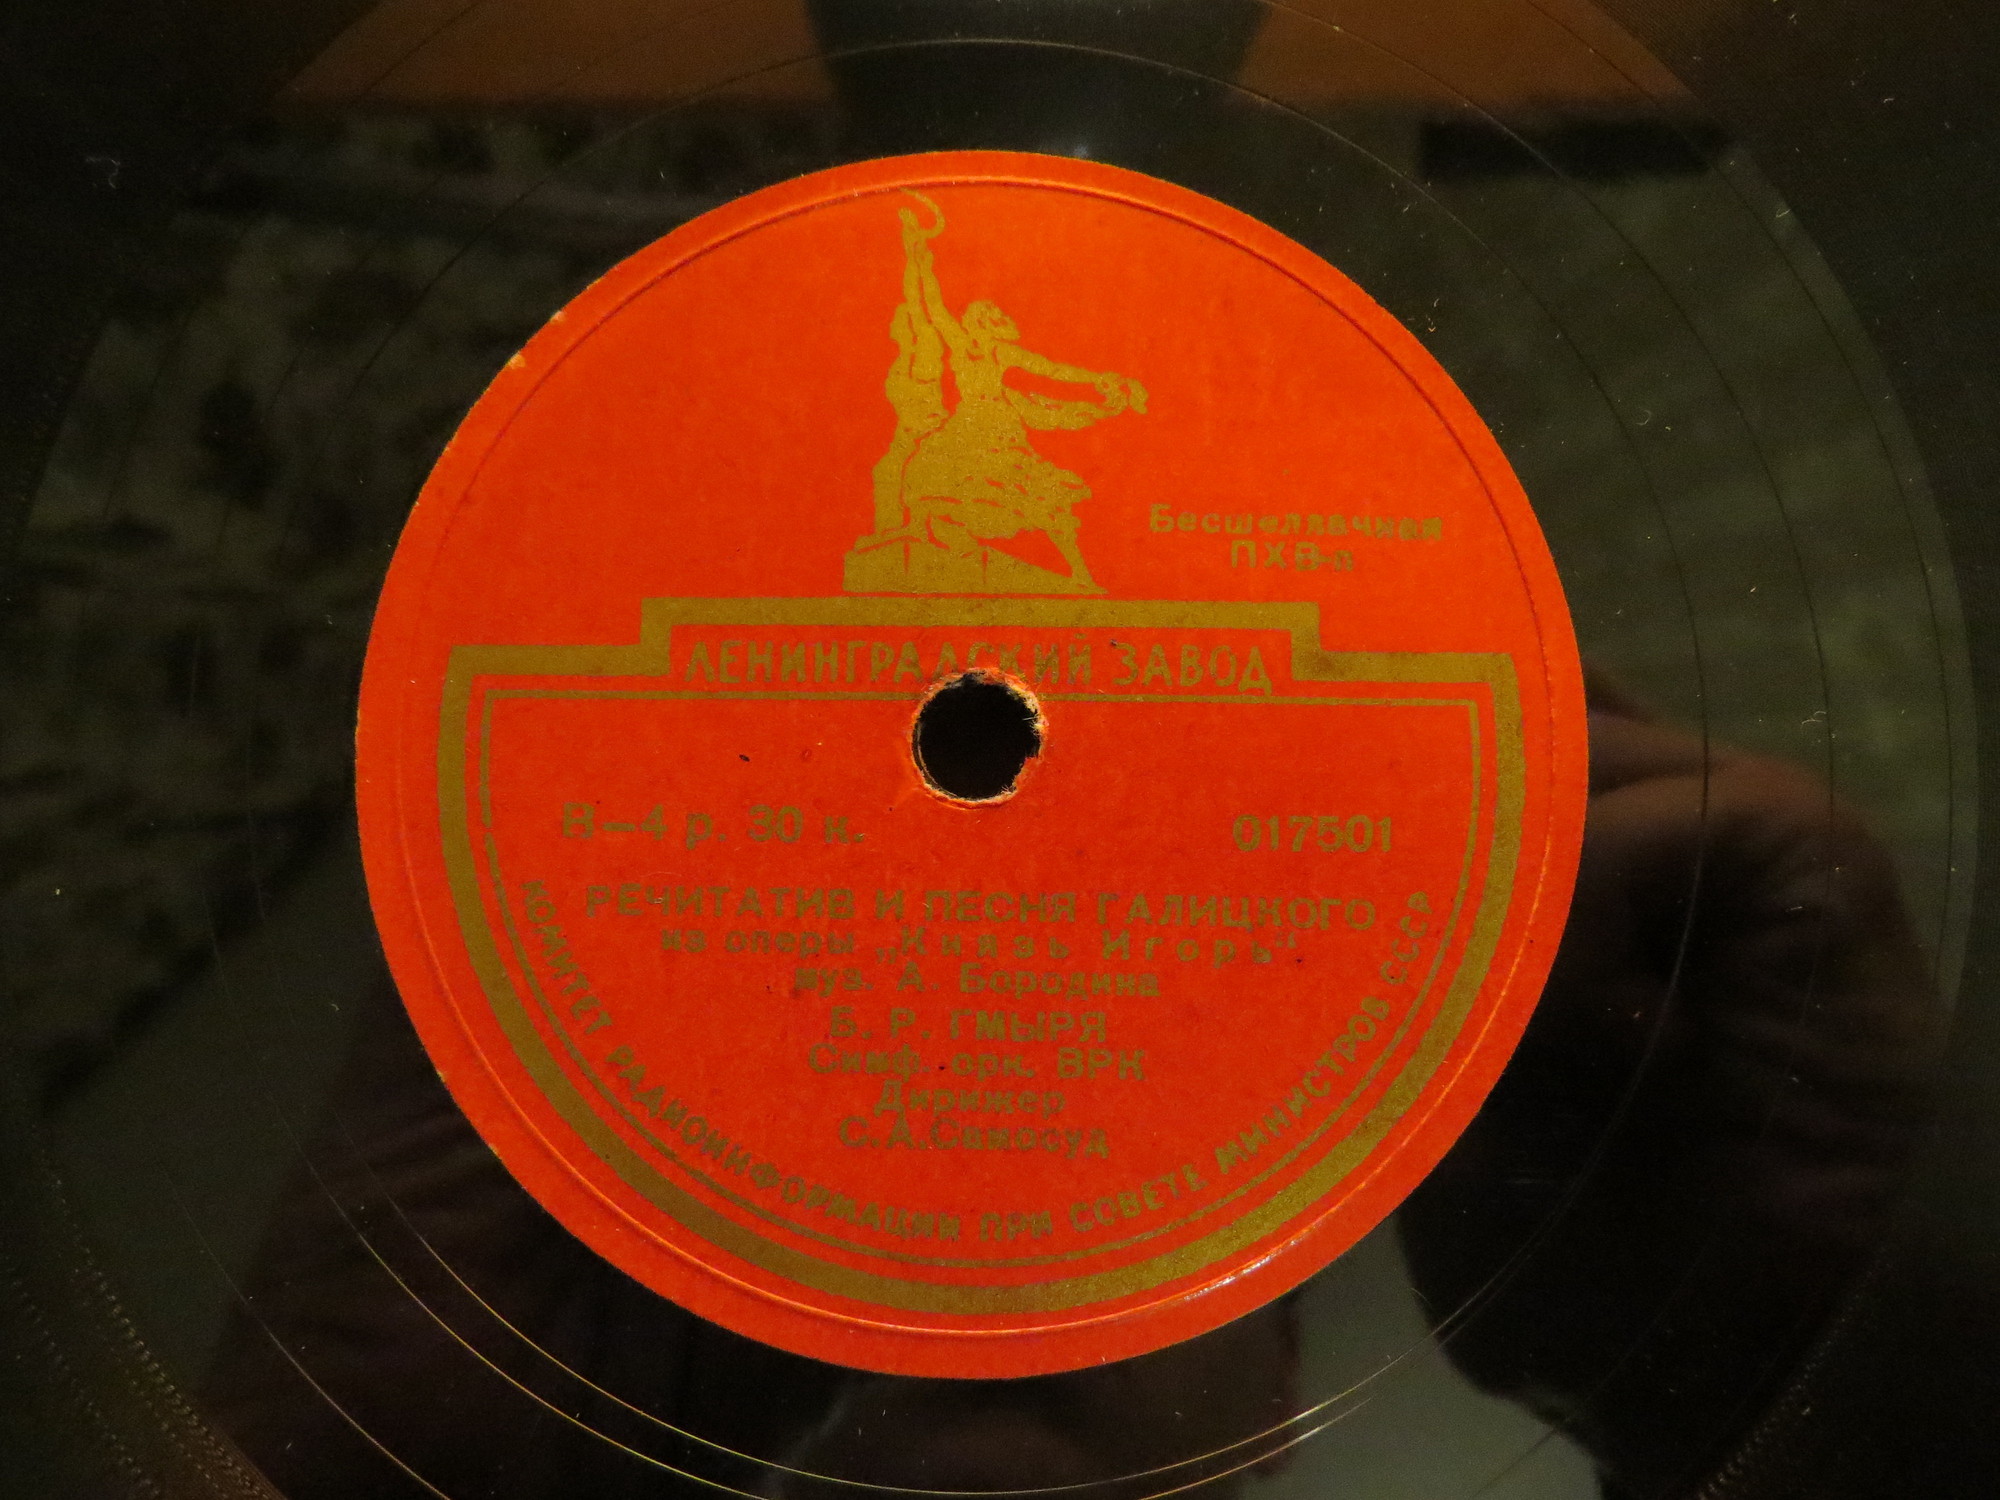 Бесшеллачная
ПХВ-п
ЛЕНИНГРАДСКИЙ ЗАВОД
В—4 р. 30 к.
017501
РЕЧИТАТИВ И ПЕСНЯ ГАЛИЦКОГО
из оперы „Князь Игорь“
муз. А. Бородина
Б. Р. ГМЫРЯ
Симф. орк. ВРК
Дирижер
С.А.Самосуд
КОМИТЕТ РАДИОИНФОРМАЦИИ ПРИ СОВЕТЕ МИНИСТРОВ СССР